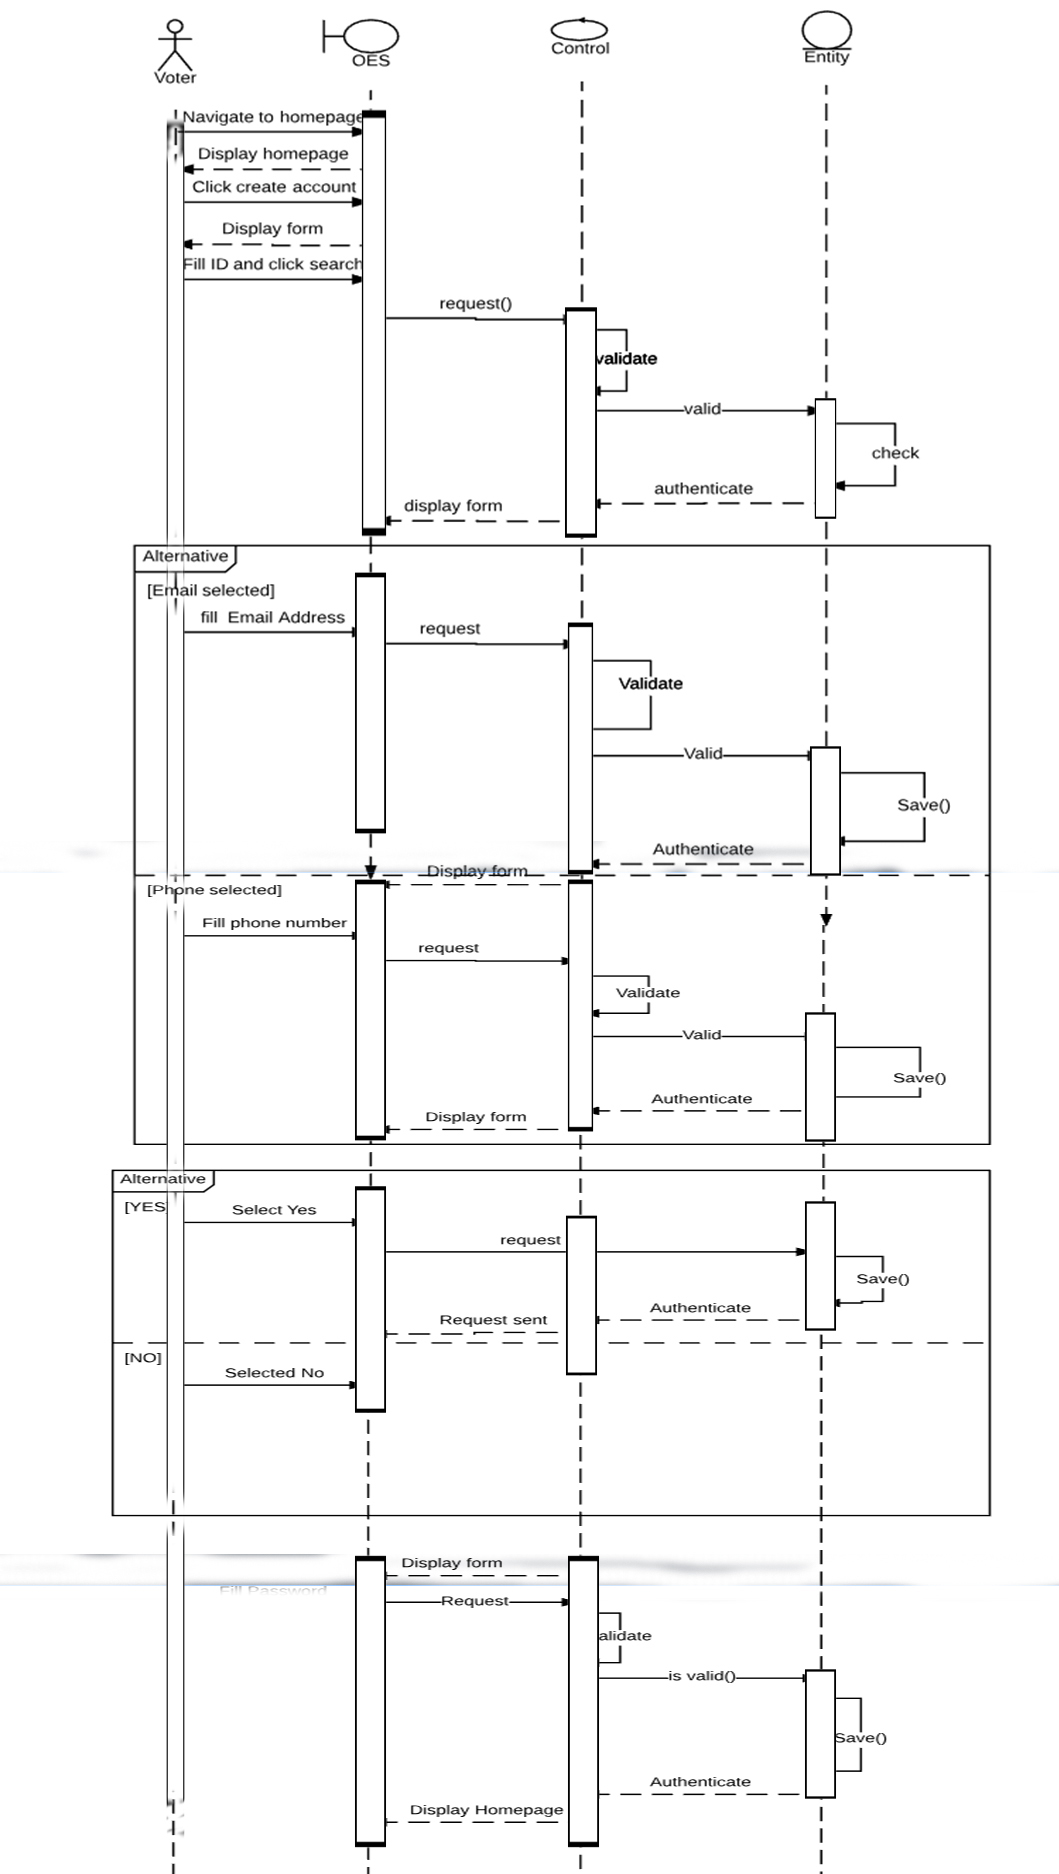 Voter
OES
Control
Entity
Navigate to homepage
Display homepage
Click create account
Display form
Fill ID and click search
request()
validate
valid
check
authenticate
display form
Alternative
[Email selected]
fill  Email Address
request
Validate
Valid
Save()
Authenticate
Display form
[Phone selected]
Fill phone number
request
Validate
Valid
Save()
Authenticate
Display form
Alternative
[YES
Select Yes
request
Save()
Authenticate
Request sent
[NO]
Selected No
Display form
Fill Password
Request
alidate
is valid()
Save()
Authenticate
Display Homepage